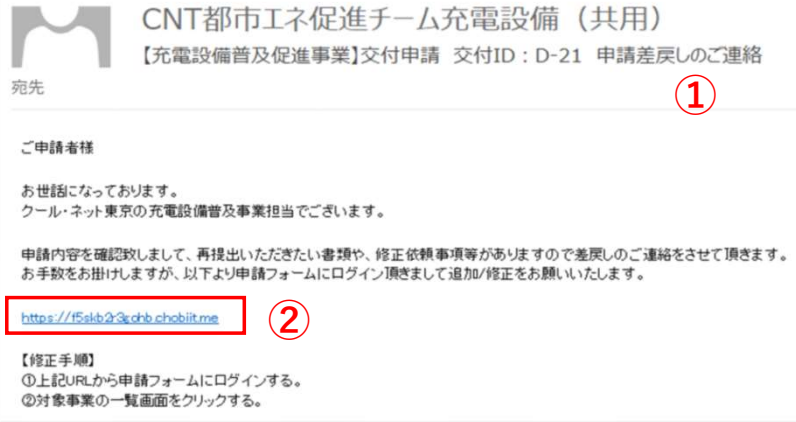 CNT都市エネ促進チーム充電設備（共用）
【充電設備普及促進事業】交付申請 交付ID：D-21 申請差戻しのご連絡
宛先
①
ご申請者様
お世話になっております。
クール・ネット東京の充電設備普及事業担当でございます。
申請内容を確認致しまして、再提出いただきたい書類や、修正依頼事項等がありますので差戻しのご連絡をさせて頂きます。
お手数をお掛けしますが、以下より申請フォームにログイン頂きまして追加/修正をお願いいたします。
https://f5skb2r3gohb.chobiit.me
②
【修正手順】
①上記URLから申請フォームにログインする。
②対象事業の一覧画面をクリックする。